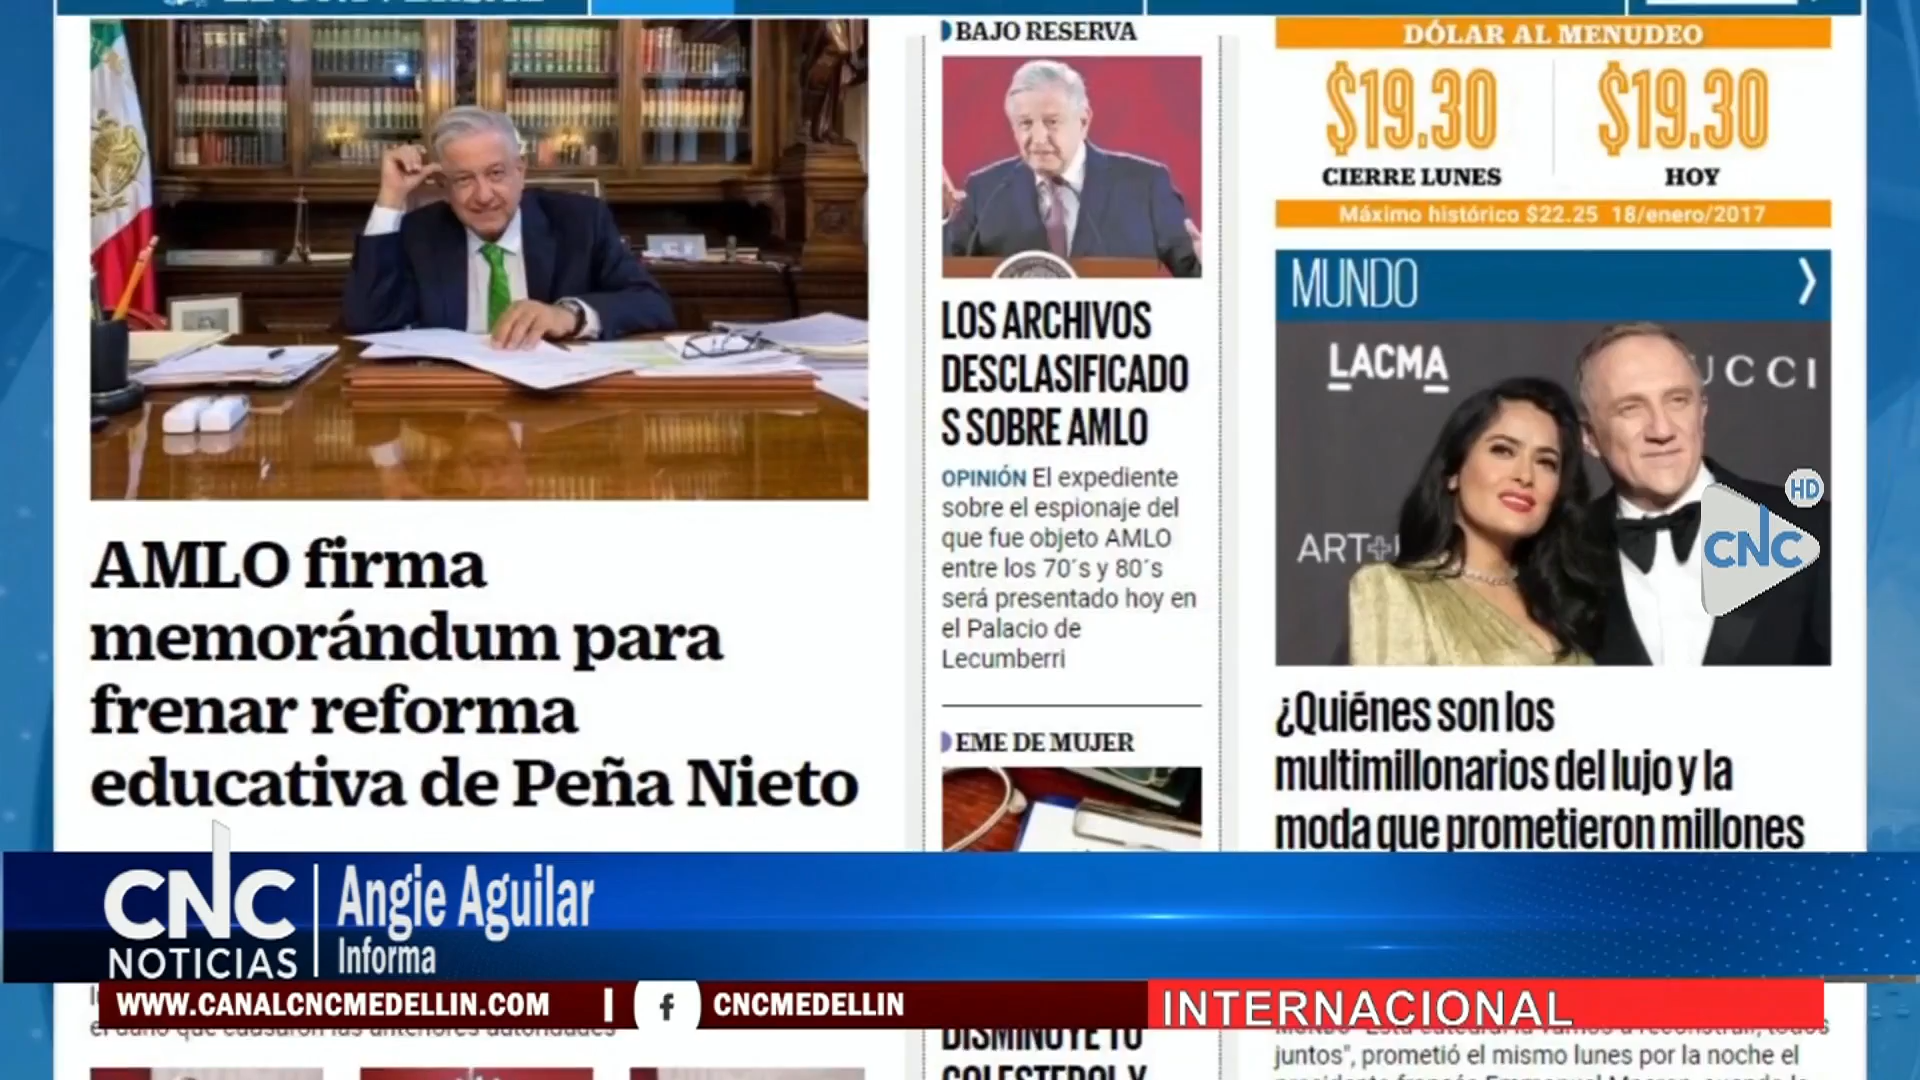 BAJO RESERVA
DÓLAR AL MENUDEO
$19.30
$19.30
CIERRE LUNES
HOY
Máximo histórico $22.25 18/enero/2017
MUNDO
LACMA
UCCI
ART+
HD
CNC
LOS ARCHIVOS
DESCLASIFICADO
S SOBRE AMLO
OPINIÓN El expediente
sobre el espionaje del
que fue objeto AMLO
entre los 70´s y 80´s
será presentado hoy en
el Palacio de
Lecumberri
EME DE MUJER
AMLO firma
memorándum para
frenar reforma
educativa de Peña Nieto
¿Quiénes son los
multimillonarios del lujo y la
moda que prometieron millones
CNC
NOTICIAS
Angie Aguilar
Informa
WWW.CANALCNCMEDELLIN.COM | f CNCMEDELLIN
INTERNACIONAL
DISMINUYE TU
COLESTEROL Y
juntos", prometió el mismo lunes por la noche el